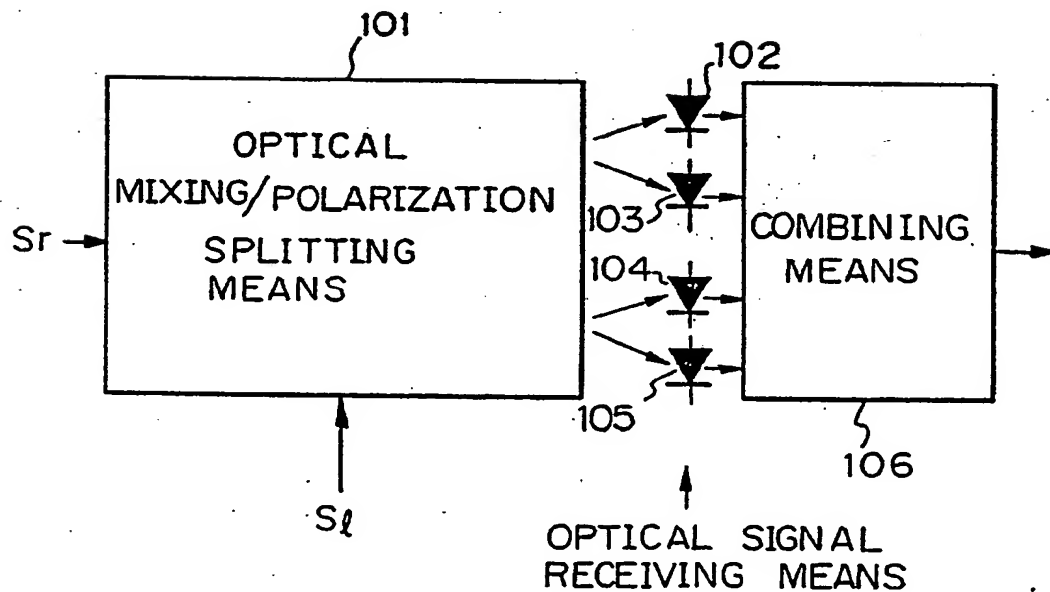 101
102
OPTICAL
MIXING/POLARIZATION
SPLITTING
MEANS
Sr
103
COMBINING
MEANS
104
105
106
Sℓ
OPTICAL SIGNAL
RECEIVING MEANS